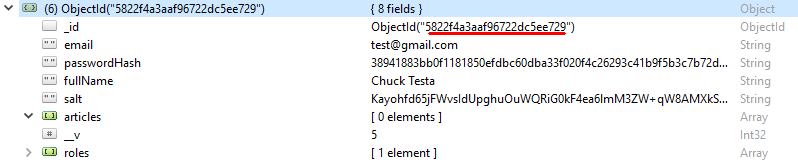 (6) ObjectId("5822f4a3aaf96722dc5ee729") { 8 fields } Object
_id ObjectId("5822f4a3aaf96722dc5ee729") ObjectId
email test@gmail.com String
passwordHash 38941883bb0f1181850efdbc60dba33f020f4c26293c41b9f5b3c7b72d... String
fullName Chuck Testa String
salt Kayohfd65jFWvsIdUpghuOuWQRiG0kF4ea6lmM3ZW+qW8AMXkS... String
articles [ 0 elements ] Array
__v 5 Int32
roles [ 1 element ] Array